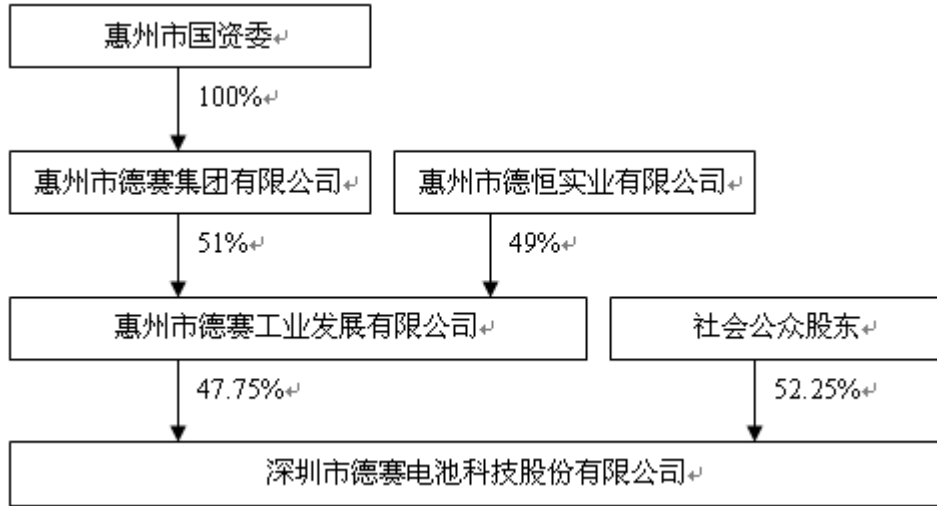 惠州市国资委
100%
惠州市德赛集团有限公司
惠州市德恒实业有限公司
51%
49%
惠州市德赛工业发展有限公司
社会公众股东
47.75%
52.25%
深圳市德赛电池科技股份有限公司